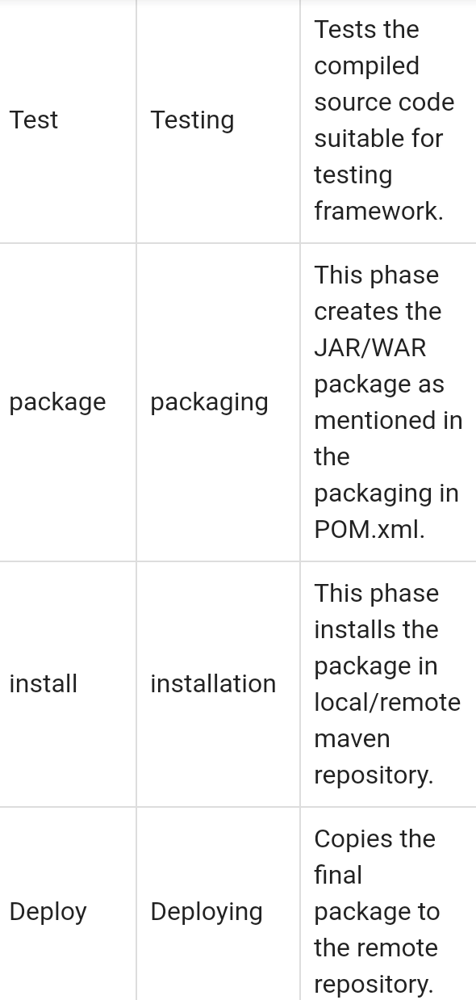 Test
Testing
Tests the
compiled
source code
suitable for
testing
framework.
package
packaging
This phase
creates the
JAR/WAR
package as
mentioned in
the
packaging in
POM.xml.
install
installation
This phase
installs the
package in
local/remote
maven
repository.
Deploy
Deploying
Copies the
final
package to
the remote
repository.